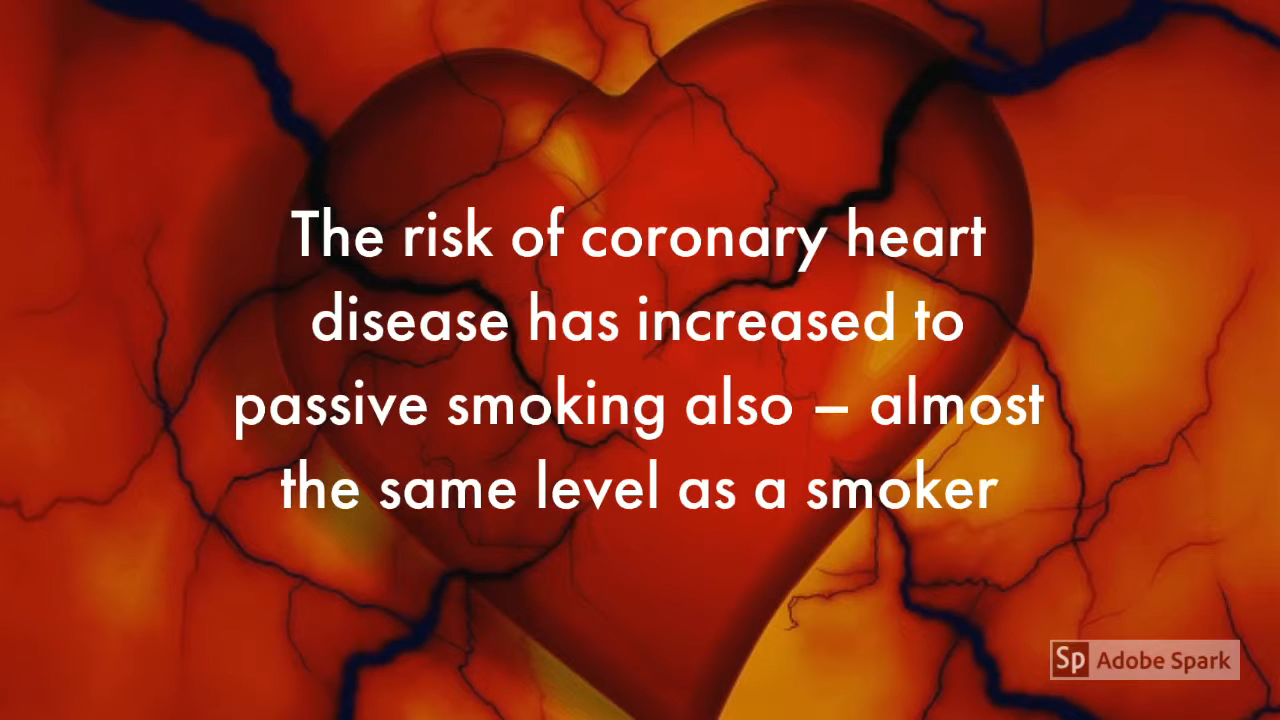 The risk of coronary heart
disease has increased to
passive smoking also – almost
the same level as a smoker
Sp Adobe Spark